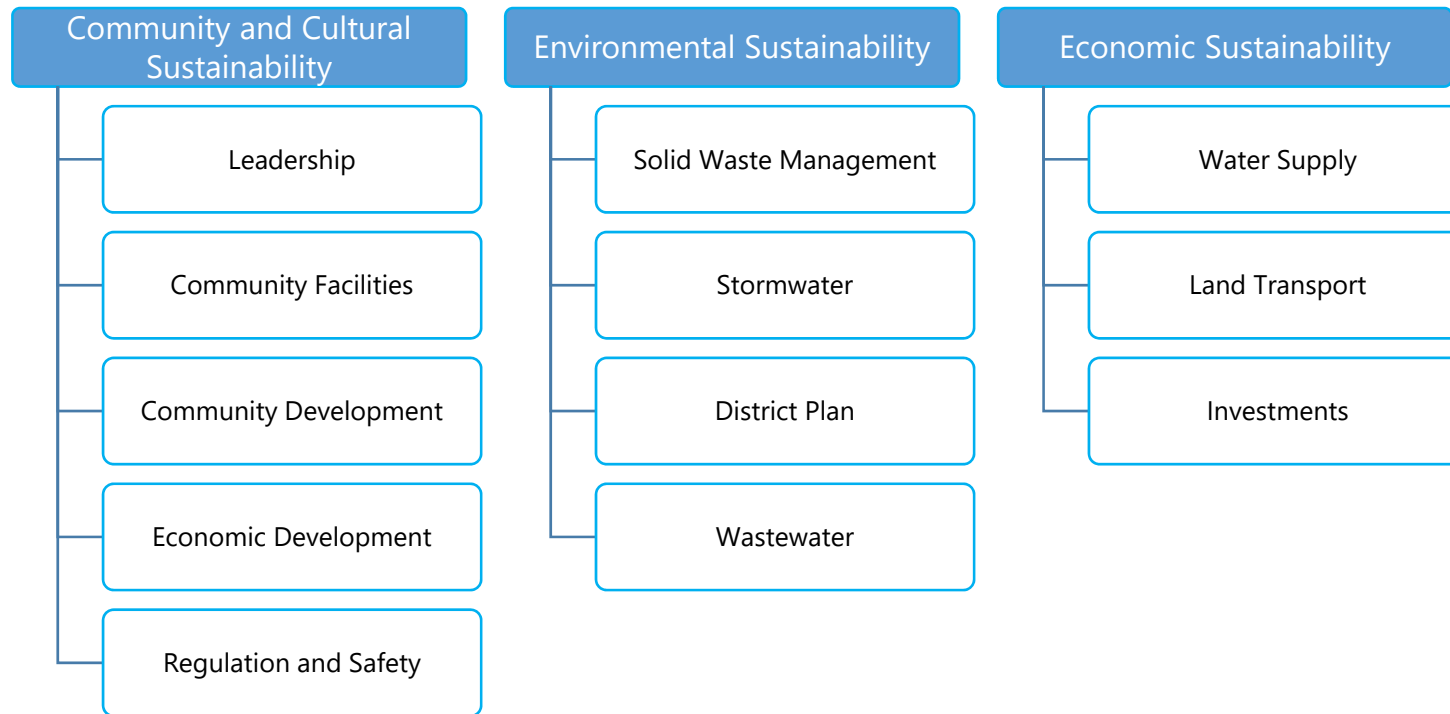 Community and Cultural
Sustainability
Leadership
Community Facilities
Community Development
Economic Development
Regulation and Safety
Environmental Sustainability
Solid Waste Management
Stormwater
District Plan
Wastewater
Economic Sustainability
Water Supply
Land Transport
Investments